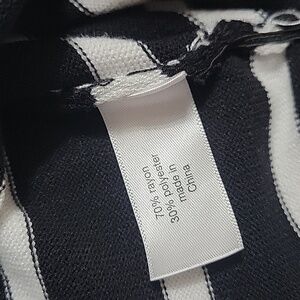 70% rayon
30% polyester
made in
China